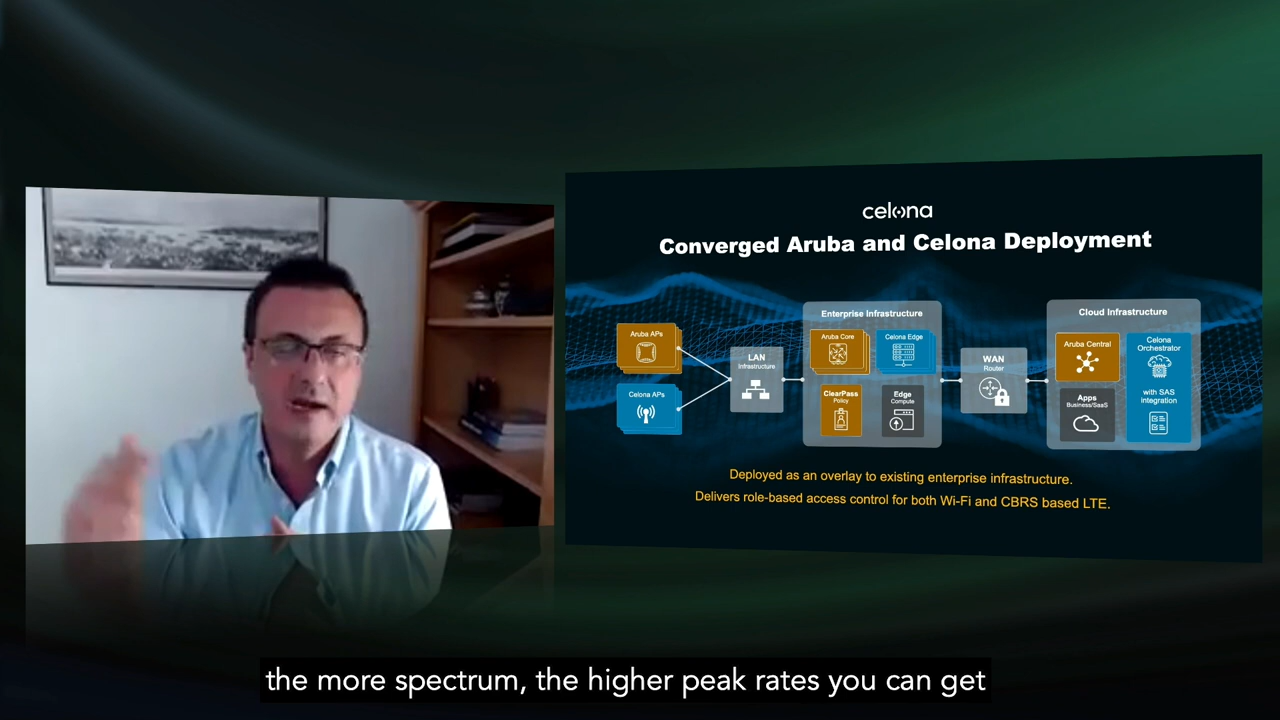 celona
Converged Aruba and Celona Deployment
Aruba APs
Celona APs
LAN
Infrastructure
Enterprise Infrastructure
Aruba Core
Celona Edge
ClearPass
Policy
Edge
Compute
WAN
Router
Cloud Infrastructure
Aruba Central
Apps
Business/SaaS
Celona
Orchestrator
with SAS
integration
Deployed as an overlay to existing enterprise infrastructure.
Delivers role-based access control for both Wi-Fi and CBRS based LTE.
the more spectrum, the higher peak rates you can get